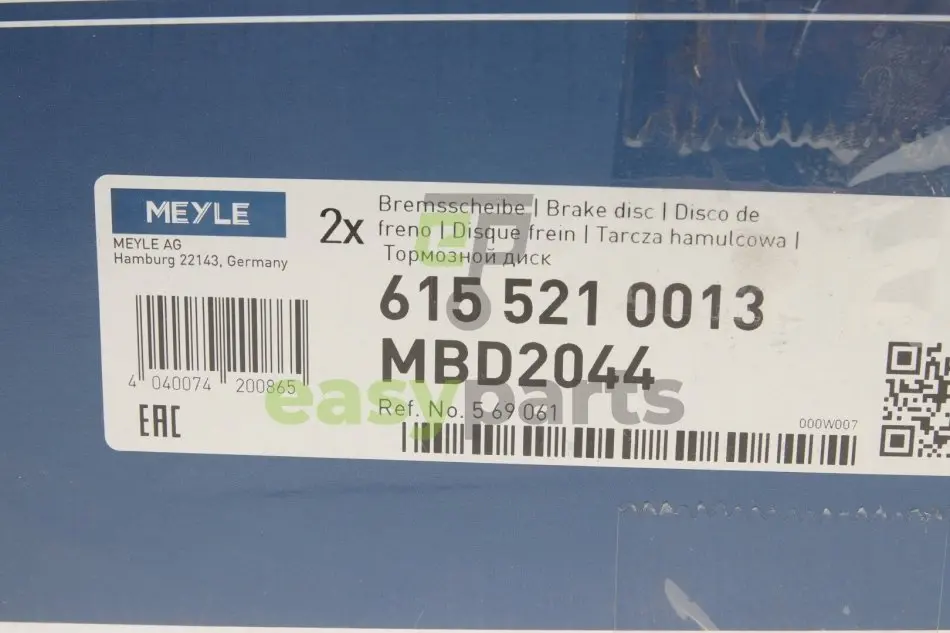 MEYLE
MEYLE AG
Hamburg 22143, Germany
2x
Bremsscheibe | Brake disc | Disco de
freno | Disque frein | Tarcza hamulcowa |
Тормозной диск
615 521 0013
MBD2044
Ref. No. 5 69 061
000W007
4 040074 200865
EAC
ep
easyparts